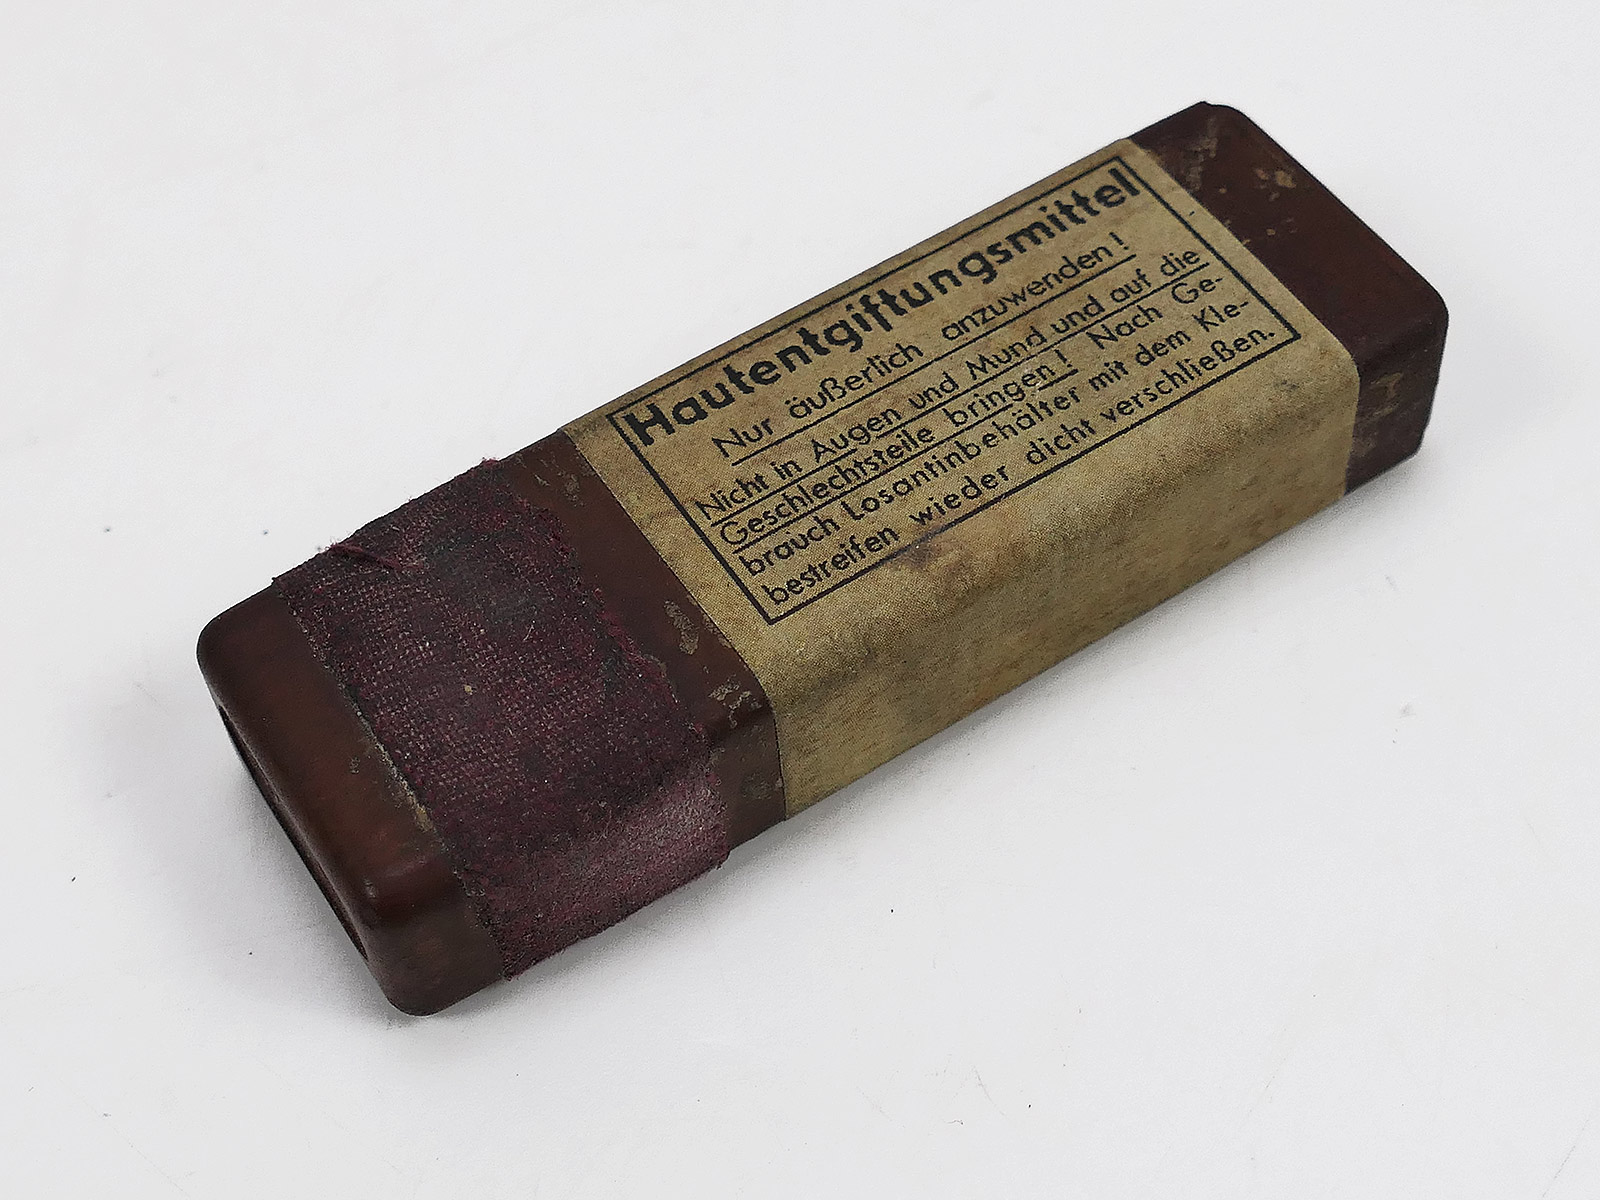 Hautentgiftungsmittel
Nur äußerlich anzuwenden!
Nicht in Augen und Mund und auf die
Geschlechtsteile bringen! Nach Ge-
brauch Losantinbehälter mit dem Kle-
bestreifen wieder dicht verschließen.